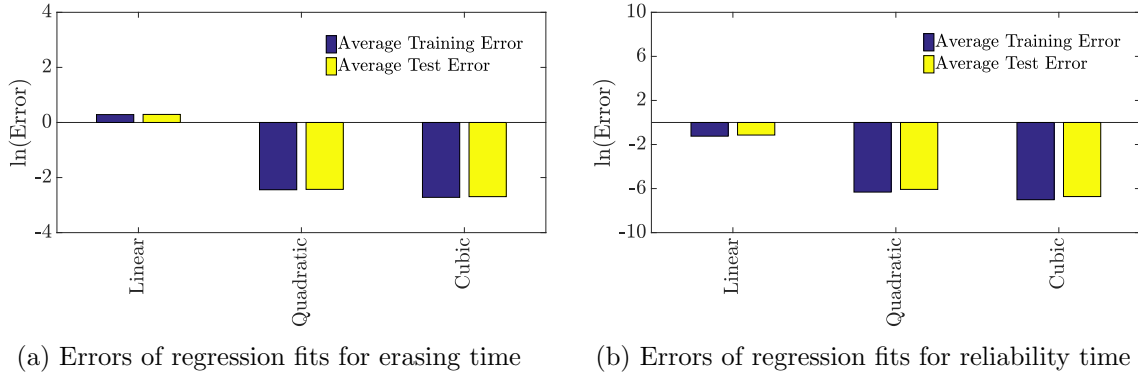 4
2
0
-2
-4
ln(Error)
Average Training Error
Average Test Error
Linear
Quadratic
Cubic
(a) Errors of regression fits for erasing time
10
6
2
-2
-6
-10
ln(Error)
Average Training Error
Average Test Error
Linear
Quadratic
Cubic
(b) Errors of regression fits for reliability time